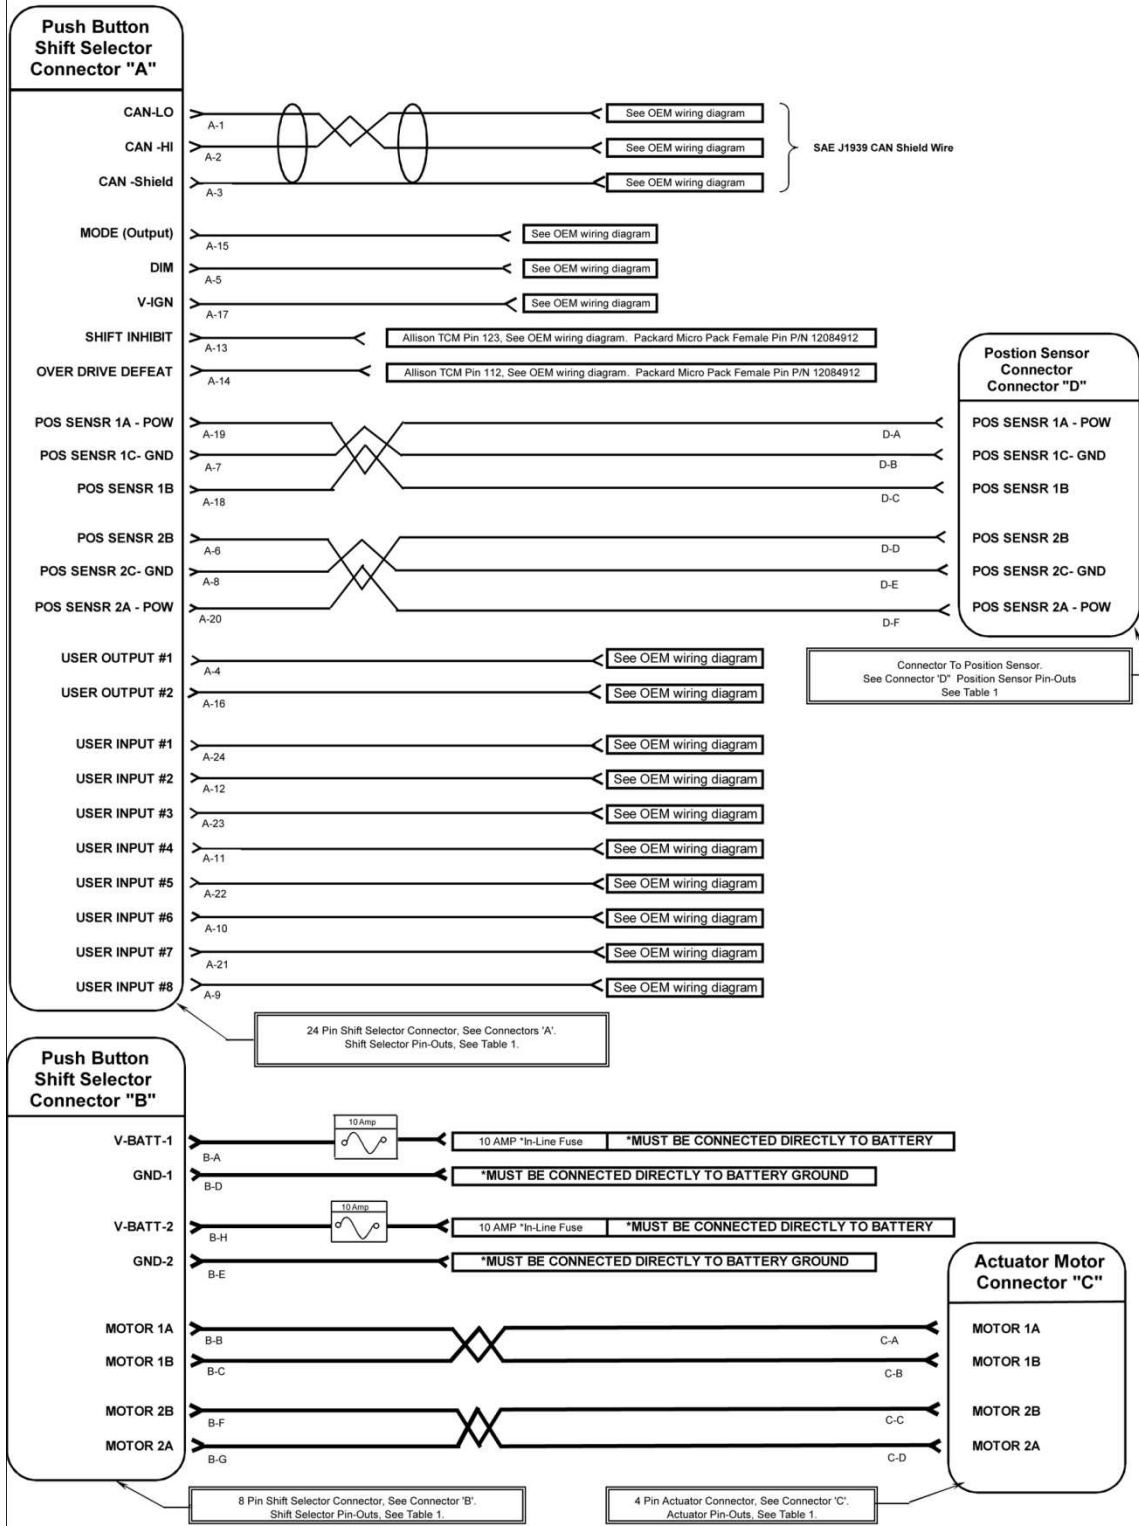 Push Button
Shift Selector
Connector "A"
CAN-LO
A-1
See OEM wiring diagram
CAN -HI
A-2
See OEM wiring diagram
SAE J1939 CAN Shield Wire
CAN -Shield
A-3
See OEM wiring diagram
MODE (Output)
A-15
See OEM wiring diagram
DIM
A-5
See OEM wiring diagram
V-IGN
A-17
See OEM wiring diagram
SHIFT INHIBIT
A-13
Allison TCM Pin 123, See OEM wiring diagram. Packard Micro Pack Female Pin P/N 12084912
OVER DRIVE DEFEAT
A-14
Allison TCM Pin 112, See OEM wiring diagram. Packard Micro Pack Female Pin P/N 12084912
Postion Sensor
Connector
Connector "D"
POS SENSR 1A - POW
A-19
D-A
POS SENSR 1A - POW
POS SENSR 1C- GND
A-7
D-B
POS SENSR 1C- GND
POS SENSR 1B
A-18
D-C
POS SENSR 1B
POS SENSR 2B
A-6
D-D
POS SENSR 2B
POS SENSR 2C- GND
A-8
D-E
POS SENSR 2C- GND
POS SENSR 2A - POW
A-20
D-F
POS SENSR 2A - POW
USER OUTPUT #1
A-4
See OEM wiring diagram
USER OUTPUT #2
A-16
See OEM wiring diagram
Connector To Position Sensor.
See Connector 'D" Position Sensor Pin-Outs
See Table 1
USER INPUT #1
A-24
See OEM wiring diagram
USER INPUT #2
A-12
See OEM wiring diagram
USER INPUT #3
A-23
See OEM wiring diagram
USER INPUT #4
A-11
See OEM wiring diagram
USER INPUT #5
A-22
See OEM wiring diagram
USER INPUT #6
A-10
See OEM wiring diagram
USER INPUT #7
A-21
See OEM wiring diagram
USER INPUT #8
A-9
See OEM wiring diagram
24 Pin Shift Selector Connector, See Connectors 'A'.
Shift Selector Pin-Outs, See Table 1.
Push Button
Shift Selector
Connector "B"
V-BATT-1
B-A
10 Amp
10 AMP *In-Line Fuse
*MUST BE CONNECTED DIRECTLY TO BATTERY
GND-1
B-D
*MUST BE CONNECTED DIRECTLY TO BATTERY GROUND
V-BATT-2
B-H
10 Amp
10 AMP *In-Line Fuse
*MUST BE CONNECTED DIRECTLY TO BATTERY
GND-2
B-E
*MUST BE CONNECTED DIRECTLY TO BATTERY GROUND
Actuator Motor
Connector "C"
MOTOR 1A
B-B
C-A
MOTOR 1A
MOTOR 1B
B-C
C-B
MOTOR 1B
MOTOR 2B
B-F
C-C
MOTOR 2B
MOTOR 2A
B-G
C-D
MOTOR 2A
8 Pin Shift Selector Connector, See Connector 'B'.
Shift Selector Pin-Outs, See Table 1.
4 Pin Actuator Connector, See Connector 'C'.
Actuator Pin-Outs, See Table 1.